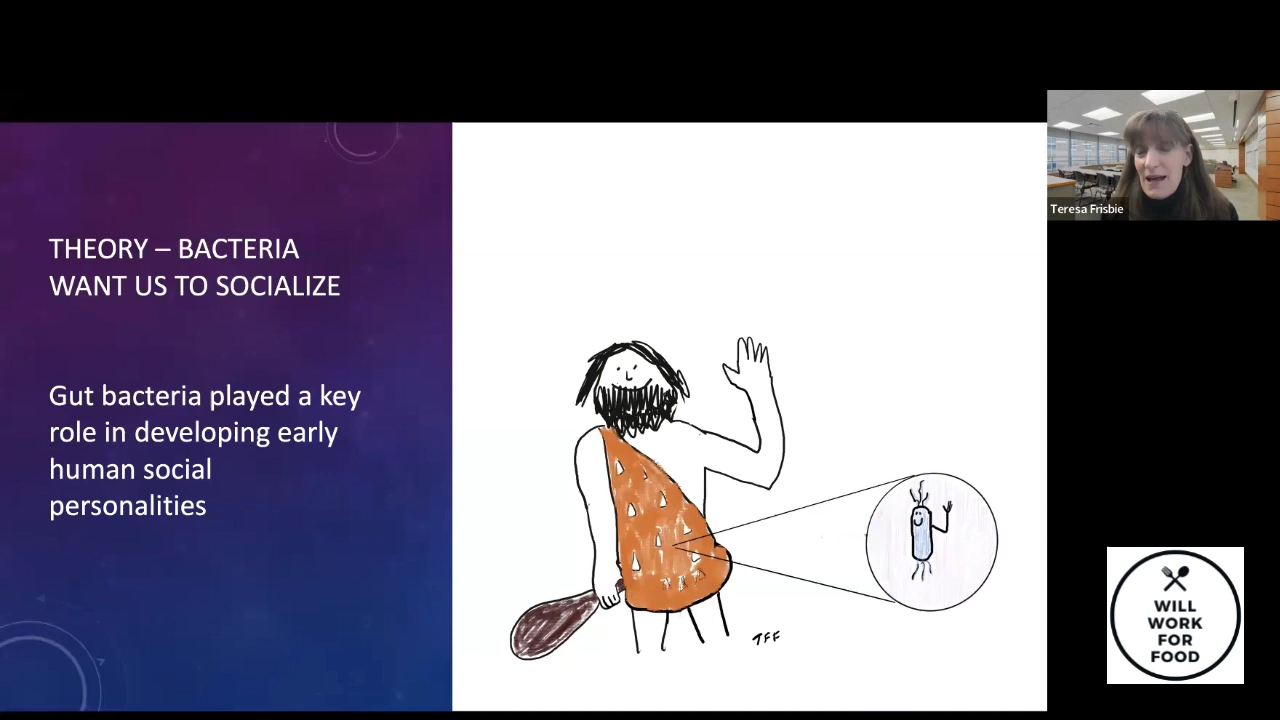 THEORY – BACTERIA
WANT US TO SOCIALIZE
Gut bacteria played a key
role in developing early
human social
personalities
TFF
Teresa Frisbie
WILL
WORK
FOR
FOOD